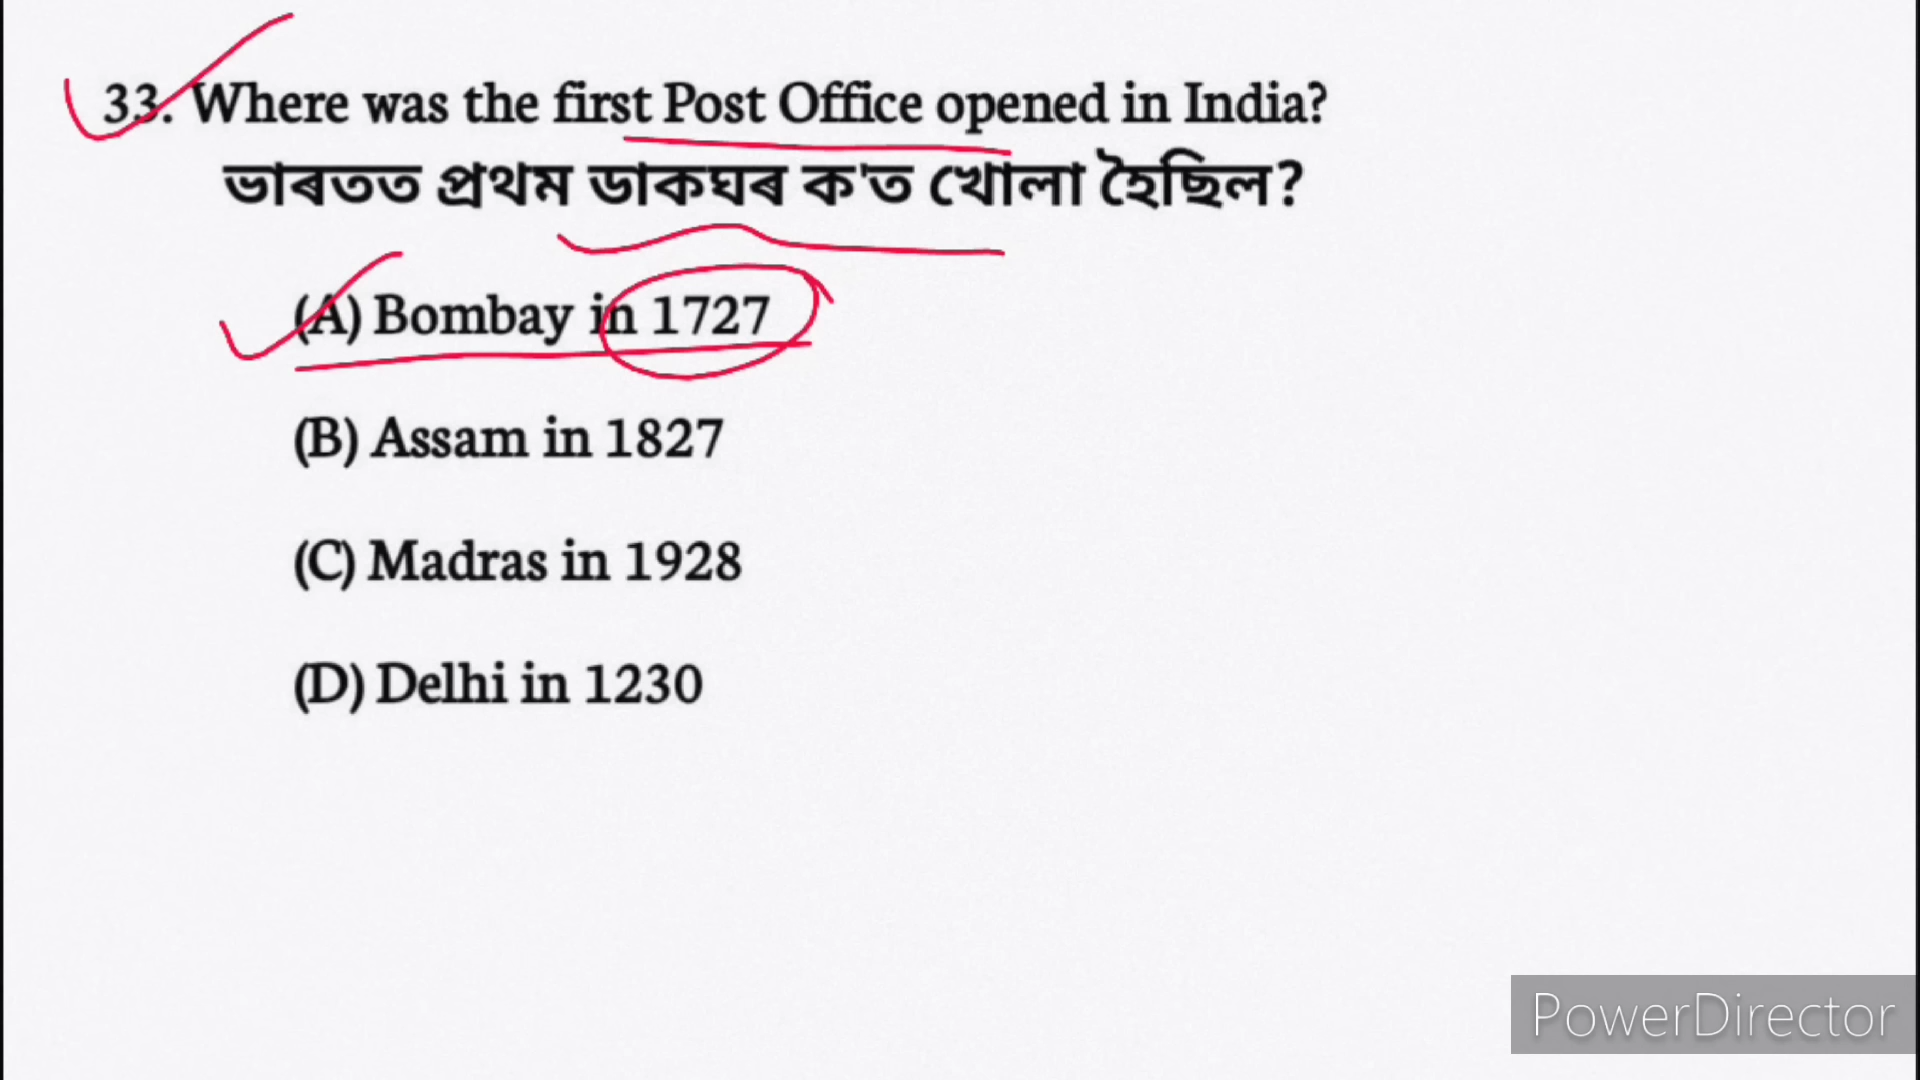 33. Where was the first Post Office opened in India?
ভাৰতত প্ৰথম ডাকঘৰ ক'ত খোলা হৈছিল?
(A) Bombay in 1727
(B) Assam in 1827
(C) Madras in 1928
(D) Delhi in 1230
PowerDirector